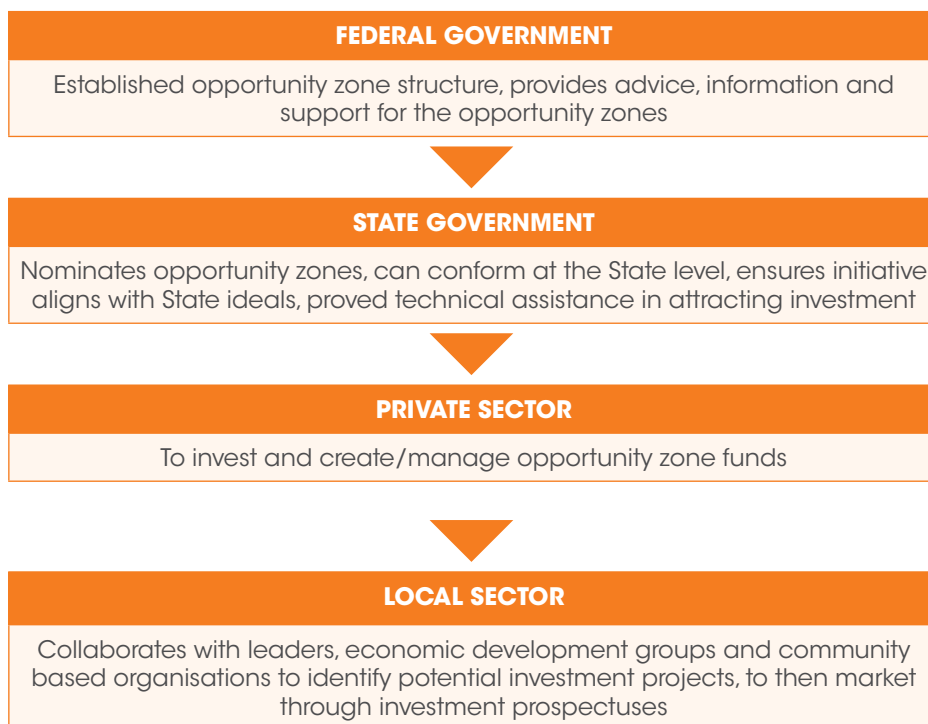 FEDERAL GOVERNMENT
Established opportunity zone structure, provides advice, information and
support for the opportunity zones
STATE GOVERNMENT
Nominates opportunity zones, can conform at the State level, ensures initiative
aligns with State ideals, proved technical assistance in attracting investment
PRIVATE SECTOR
To invest and create/manage opportunity zone funds
LOCAL SECTOR
Collaborates with leaders, economic development groups and community
based organisations to identify potential investment projects, to then market
through investment prospectuses